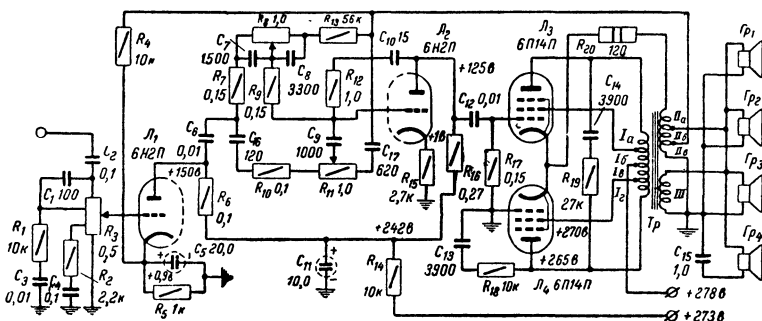 R₄
10к
C₂
0,1
C₁ 100
R₁
10к
C₃
0,01
C₄
0,1
R₃
0,5
R₂
2,2к
Л₁
6Н2П
+150в
+0,9в
C₅ 20,0
R₅ 1к
C₆
0,01
R₆
0,1
C₇
1500
R₈ 1,0
R₁₃ 56к
R₇
0,15
R₉
0,15
C₈
3300
C₁₆
120
R₁₀ 0,1
C₉
1000
R₁₁ 1,0
R₁₂
1,0
C₁₀ 15
C₁₇
620
C₁₁
10,0
+242в
Л₂
6Н2П
+125в
+1в
R₁₅
2,7к
R₁₆
0,27
C₁₂ 0,01
R₁₇
0,15
R₁₄
10к
C₁₃
3900
R₁₈ 10к
Л₃
6П14П
R₂₀
120
C₁₄
3900
R₁₉
27к
+270в
+265в
Л₄ 6П14П
Iа
Iб
Iв
Iг
IIа
IIб
IIв
III
Тр
C₁₅
1,0
Гр₁
Гр₂
Гр₃
Гр₄
+278в
+273в